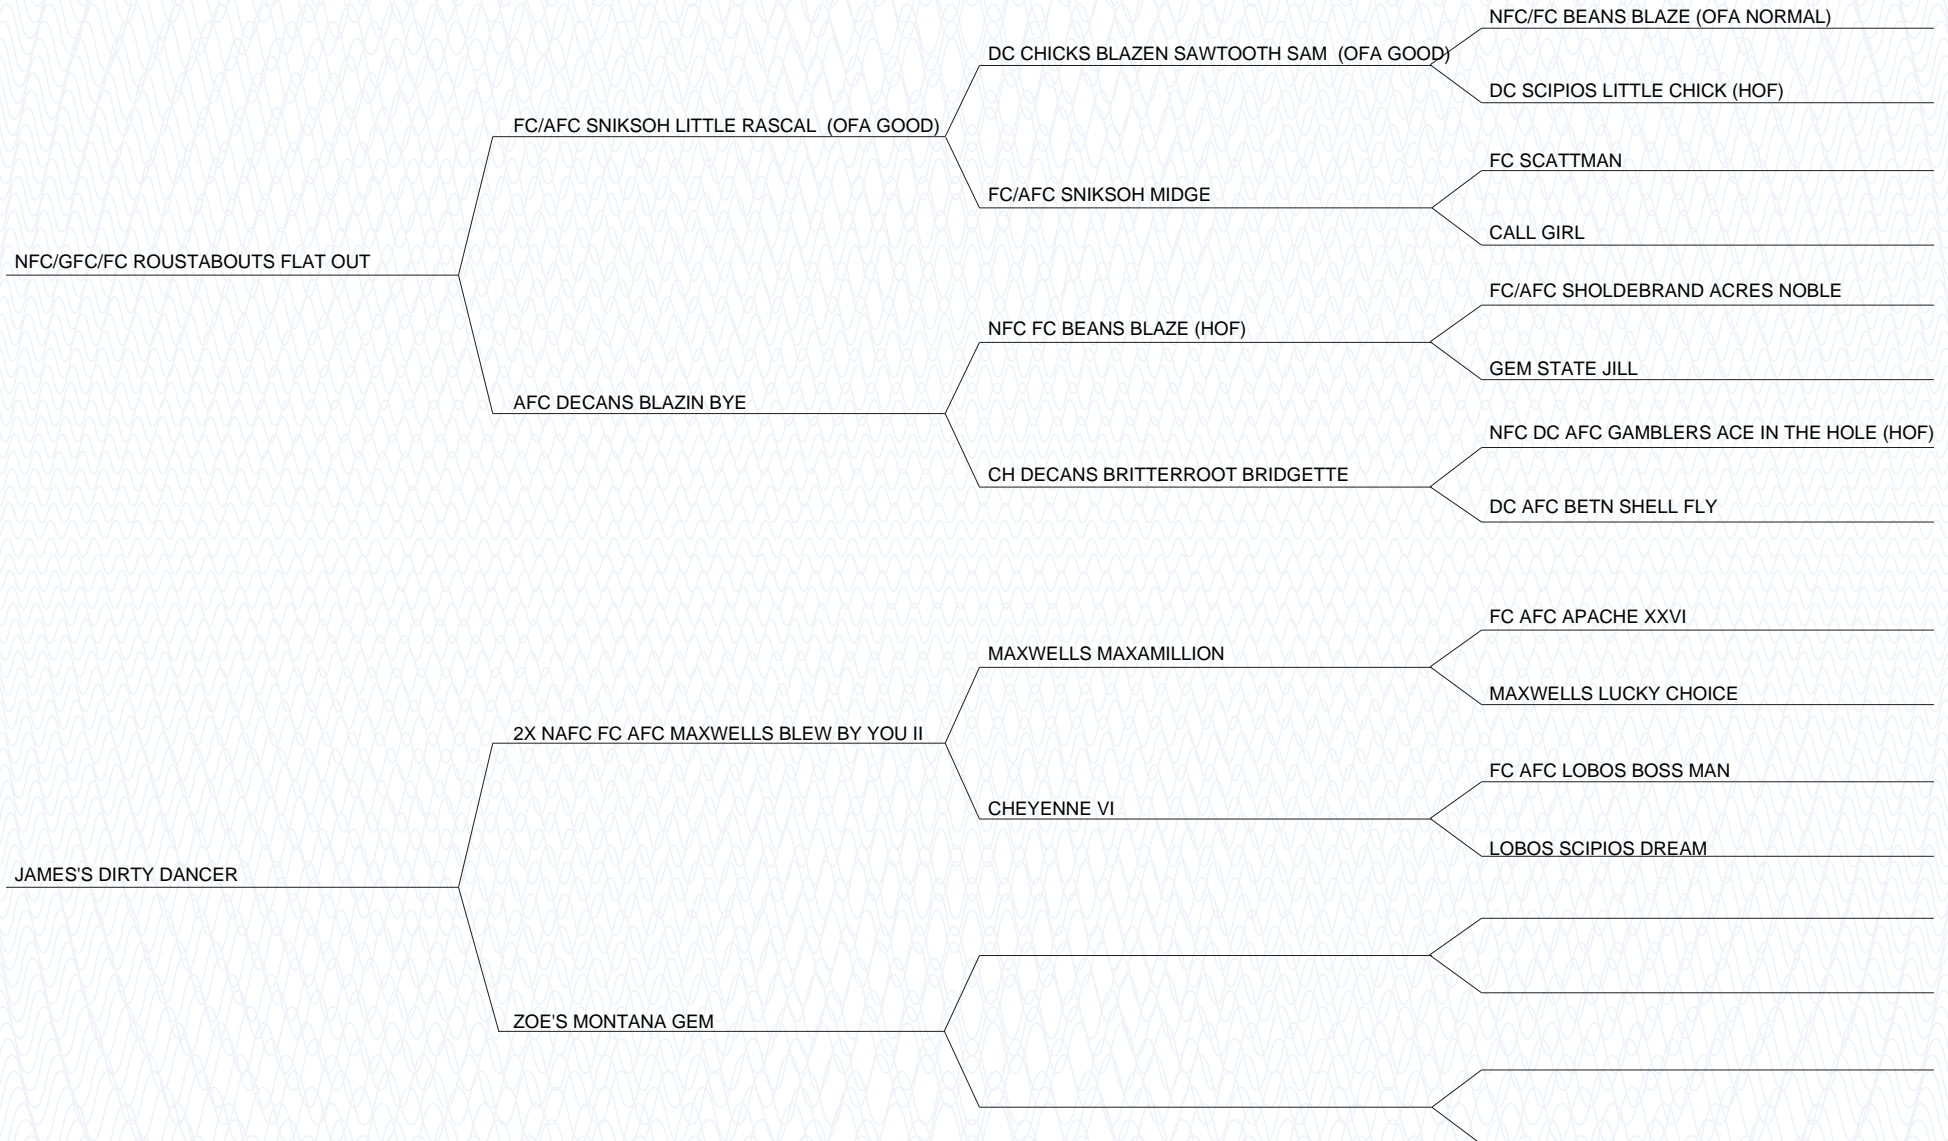 NFC/FC BEANS BLAZE (OFA NORMAL)
DC CHICKS BLAZEN SAWTOOTH SAM  (OFA GOOD)
DC SCIPIOS LITTLE CHICK (HOF)
FC/AFC SNIKSOH LITTLE RASCAL  (OFA GOOD)
FC SCATTMAN
FC/AFC SNIKSOH MIDGE
CALL GIRL
NFC/GFC/FC ROUSTABOUTS FLAT OUT
FC/AFC SHOLDEBRAND ACRES NOBLE
NFC FC BEANS BLAZE (HOF)
GEM STATE JILL
AFC DECANS BLAZIN BYE
NFC DC AFC GAMBLERS ACE IN THE HOLE (HOF)
CH DECANS BRITTERROOT BRIDGETTE
DC AFC BETN SHELL FLY
FC AFC APACHE XXVI
MAXWELLS MAXAMILLION
MAXWELLS LUCKY CHOICE
2X NAFC FC AFC MAXWELLS BLEW BY YOU II
FC AFC LOBOS BOSS MAN
CHEYENNE VI
LOBOS SCIPIOS DREAM
JAMES'S DIRTY DANCER
ZOE'S MONTANA GEM